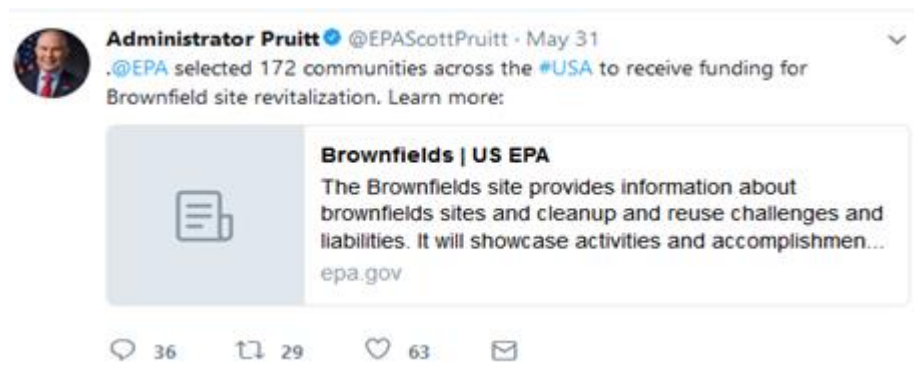 Administrator Pruitt @EPAScottPruitt · May 31
.@EPA selected 172 communities across the #USA to receive funding for
Brownfield site revitalization. Learn more:
Brownfields | US EPA
The Brownfields site provides information about
brownfields sites and cleanup and reuse challenges and
liabilities. It will showcase activities and accomplishmen...
epa.gov
36 29 63